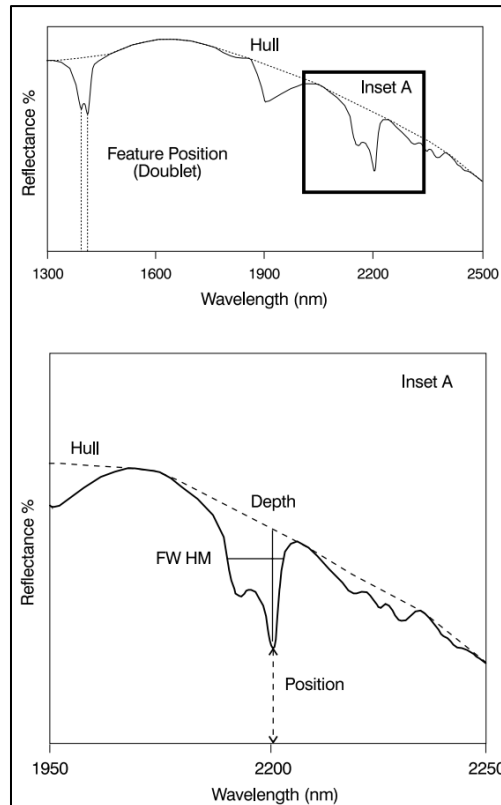 Hull
Inset A
Feature Position
(Doublet)
Reflectance %
1300
1600
1900
2200
2500
Wavelength (nm)
Inset A
Hull
Depth
FW HM
Position
Reflectance %
1950
2200
2250
Wavelength (nm)